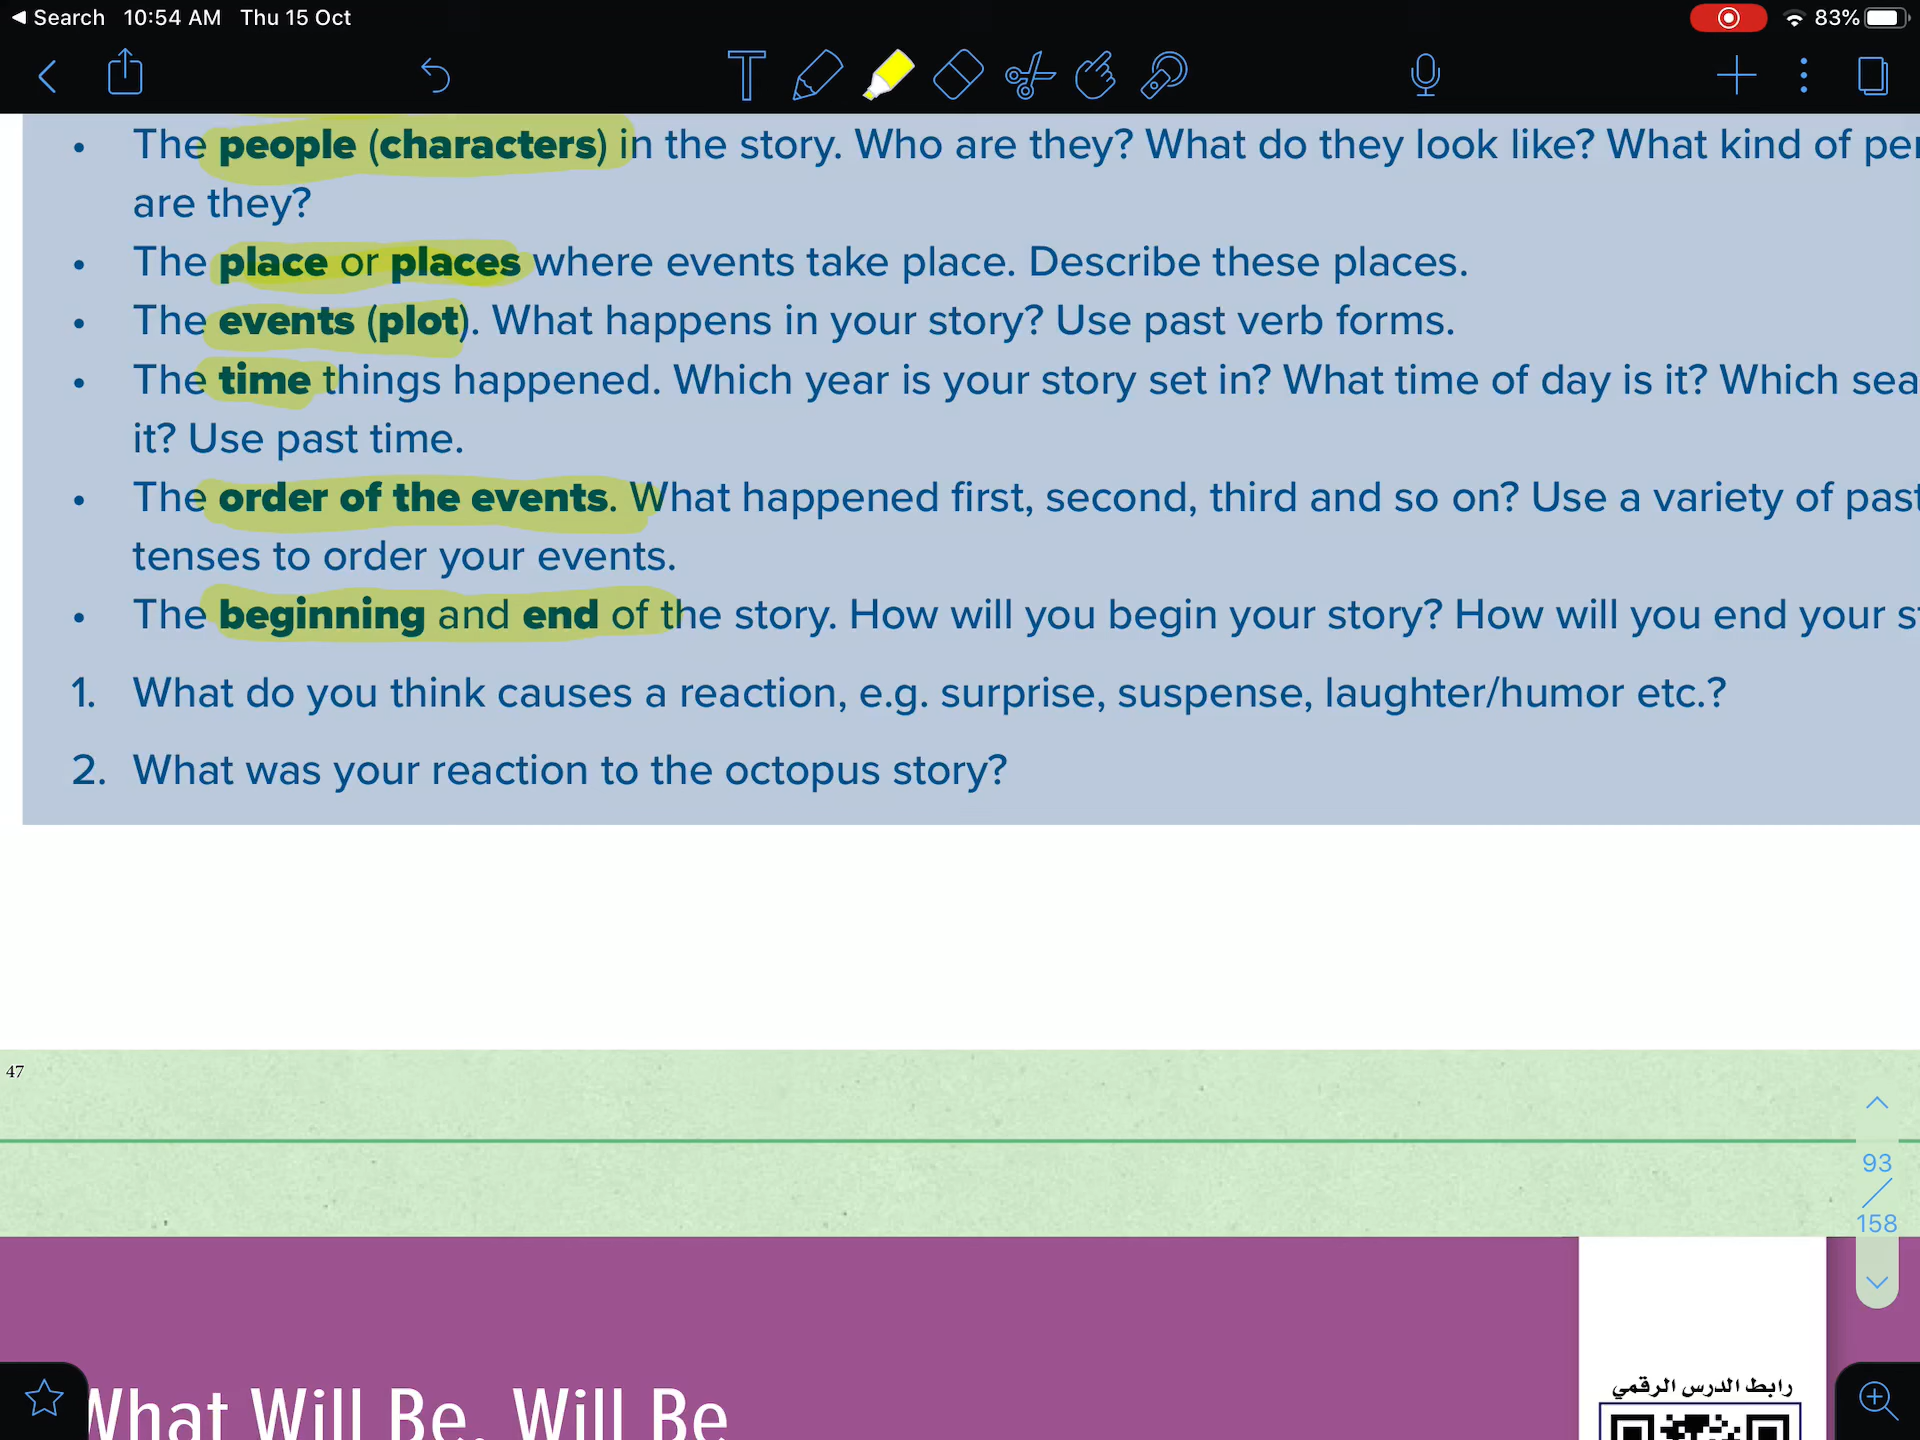 Search 10:54 AM Thu 15 Oct 83%
• The people (characters) in the story. Who are they? What do they look like? What kind of per
are they?
• The place or places where events take place. Describe these places.
• The events (plot). What happens in your story? Use past verb forms.
• The time things happened. Which year is your story set in? What time of day is it? Which sea
it? Use past time.
• The order of the events. What happened first, second, third and so on? Use a variety of past
tenses to order your events.
• The beginning and end of the story. How will you begin your story? How will you end your s
1. What do you think causes a reaction, e.g. surprise, suspense, laughter/humor etc.?
2. What was your reaction to the octopus story?
47
93
158
رابط الدرس الرقمي
What Will Be, Will Be